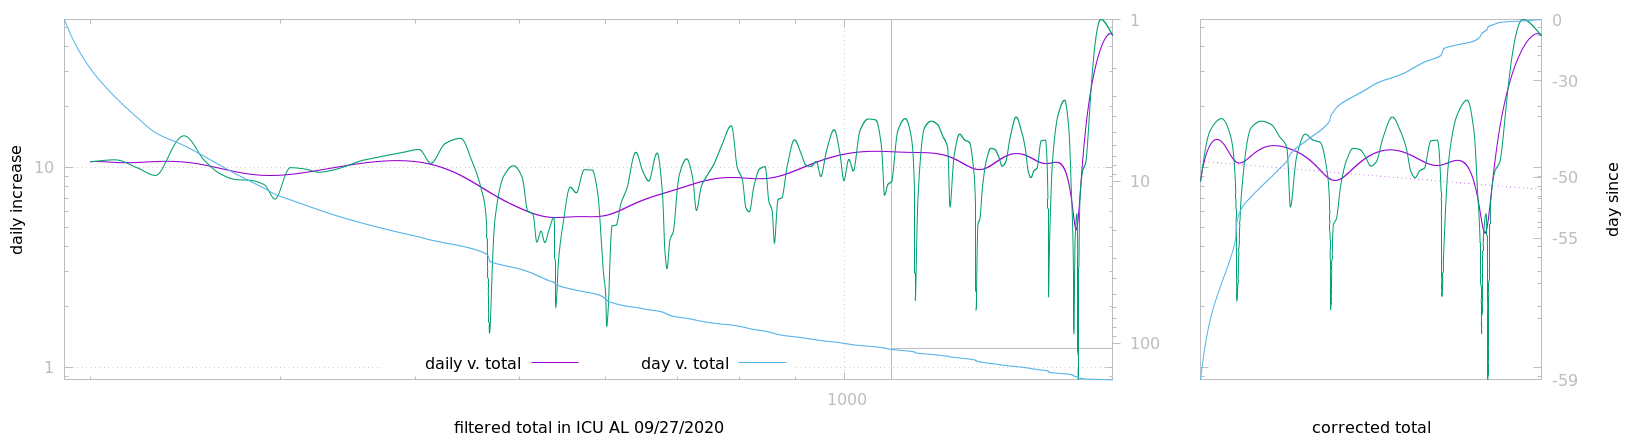 daily increase
10
1
daily v. total
day v. total
1000
filtered total in ICU AL 09/27/2020
1
10
100
0
-30
-50
-55
-59
day since
corrected total